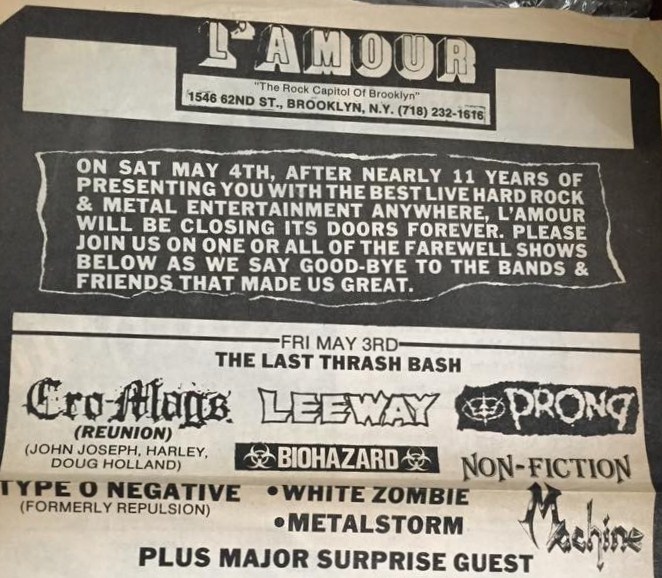 L'AMOUR
"The Rock Capitol Of Brooklyn"
1546 62ND ST., BROOKLYN, N.Y. (718) 232-1616
ON SAT MAY 4TH, AFTER NEARLY 11 YEARS OF
PRESENTING YOU WITH THE BEST LIVE HARD ROCK
& METAL ENTERTAINMENT ANYWHERE, L'AMOUR
WILL BE CLOSING ITS DOORS FOREVER. PLEASE
JOIN US ON ONE OR ALL OF THE FAREWELL SHOWS
BELOW AS WE SAY GOOD-BYE TO THE BANDS &
FRIENDS THAT MADE US GREAT.
FRI MAY 3RD
THE LAST THRASH BASH
Cro-Mags LEEWAY PRONG
(REUNION)
(JOHN JOSEPH, HARLEY,
DOUG HOLLAND)
BIOHAZARD NON-FICTION
TYPE O NEGATIVE •WHITE ZOMBIE
(FORMERLY REPULSION)
•METALSTORM Machine
PLUS MAJOR SURPRISE GUEST